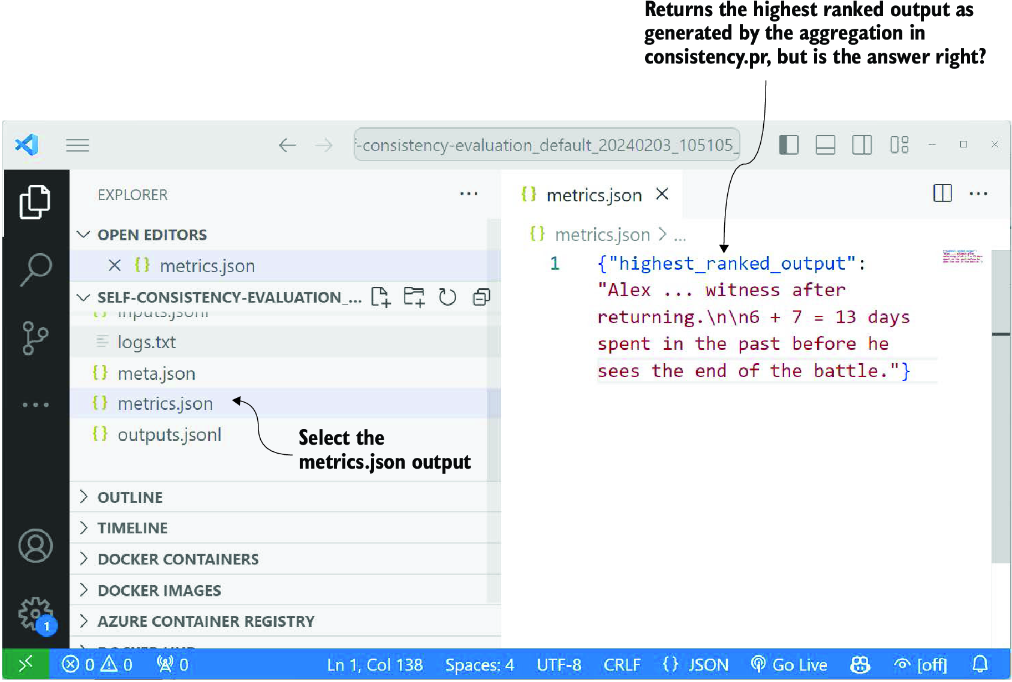 Returns the highest ranked output as
generated by the aggregation in
consistency.pr, but is the answer right?
f-consistency-evaluation_default_20240203_105105_
EXPLORER
...
{} metrics.json ×
...
OPEN EDITORS
× {} metrics.json
{} metrics.json > ...
SELF-CONSISTENCY-EVALUATION_...
{} inputs.jsonl
logs.txt
{} meta.json
{} metrics.json
{} outputs.jsonl
Select the
metrics.json output
1 {"highest_ranked_output":
"Alex ... witness after
returning.\n\n6 + 7 = 13 days
spent in the past before he
sees the end of the battle."}
OUTLINE
TIMELINE
DOCKER CONTAINERS
DOCKER IMAGES
AZURE CONTAINER REGISTRY
1
0 0 0 Ln 1, Col 138 Spaces: 4 UTF-8 CRLF {} JSON Go Live [off]